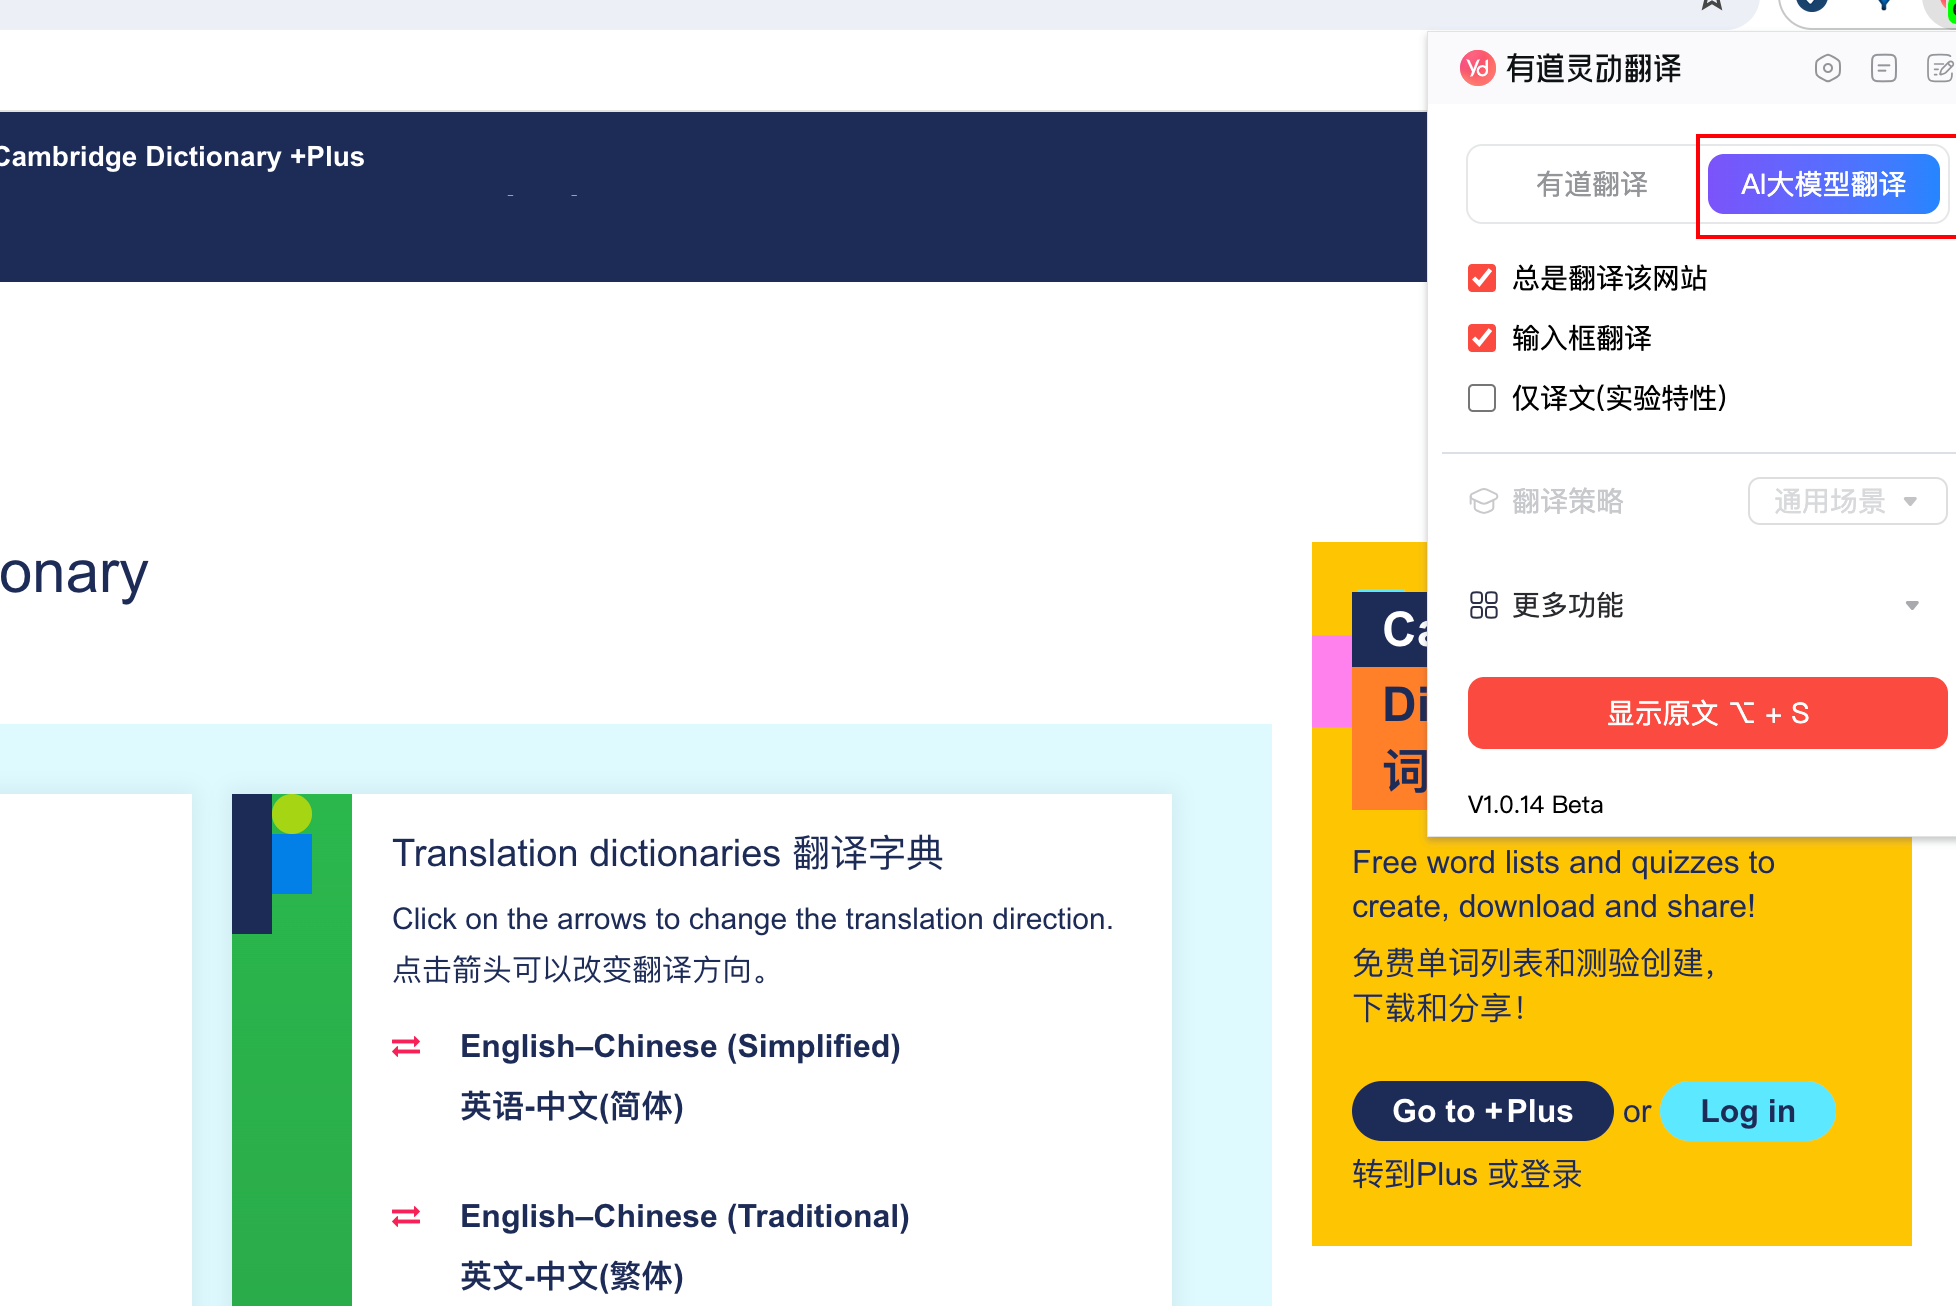 Cambridge Dictionary +Plus
有道灵动翻译
有道翻译
AI大模型翻译
总是翻译该网站
输入框翻译
仅译文(实验特性)
翻译策略
通用场景
更多功能
显示原文 ⌥ + S
V1.0.14 Beta
onary
Ca
Di
词
Translation dictionaries 翻译字典
Click on the arrows to change the translation direction.
点击箭头可以改变翻译方向。
English–Chinese (Simplified)
英语-中文(简体)
English–Chinese (Traditional)
英文-中文(繁体)
Free word lists and quizzes to
create, download and share!
免费单词列表和测验创建，
下载和分享！
Go to +Plus or Log in
转到Plus 或登录